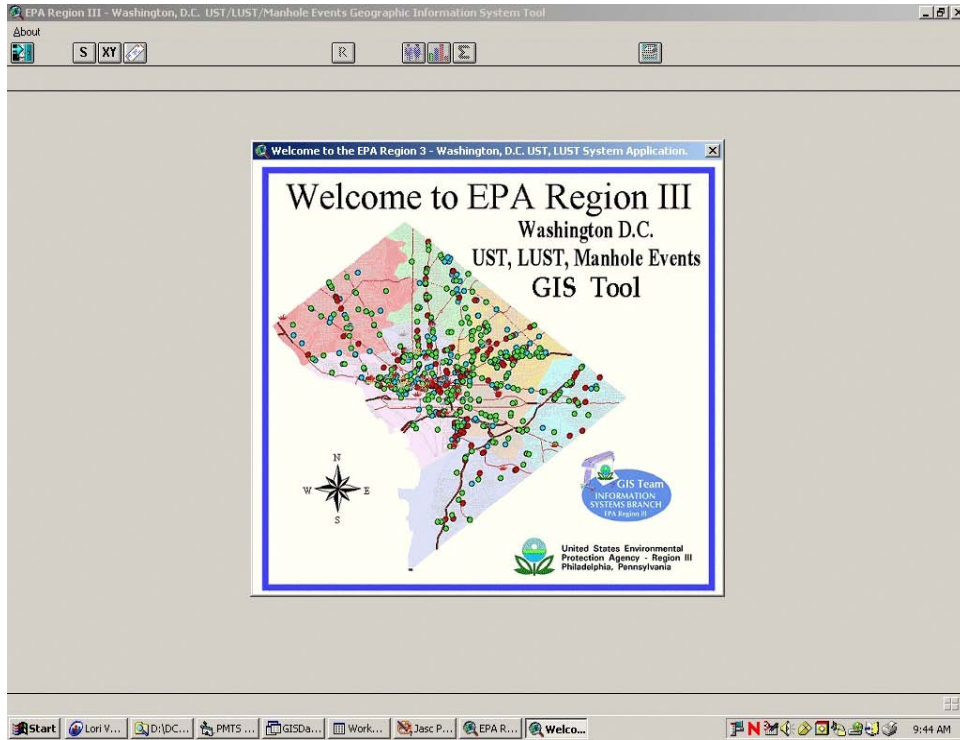 EPA Region III - Washington, D.C. UST/LUST/Manhole Events Geographic Information System Tool
About
S XY R Σ
Welcome to the EPA Region 3 - Washington, D.C. UST, LUST System Application.
Welcome to EPA Region III
Washington D.C.
UST, LUST, Manhole Events
GIS Tool
N
W E
S
GIS Team
INFORMATION
SYSTEMS BRANCH
EPA Region III
United States Environmental
Protection Agency - Region III
Philadelphia, Pennsylvania
Start Lori V... D:\DC... PMTS ... GISDa... Work... Jasc P... EPA R... Welco... N 9:44 AM